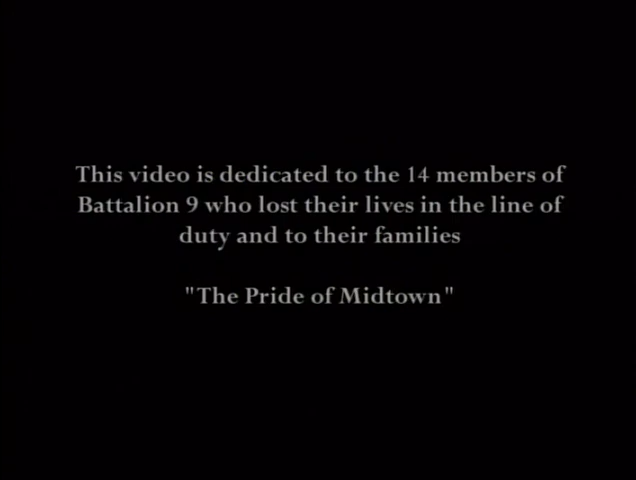 This video is dedicated to the 14 members of
Battalion 9 who lost their lives in the line of
duty and to their families
"The Pride of Midtown"